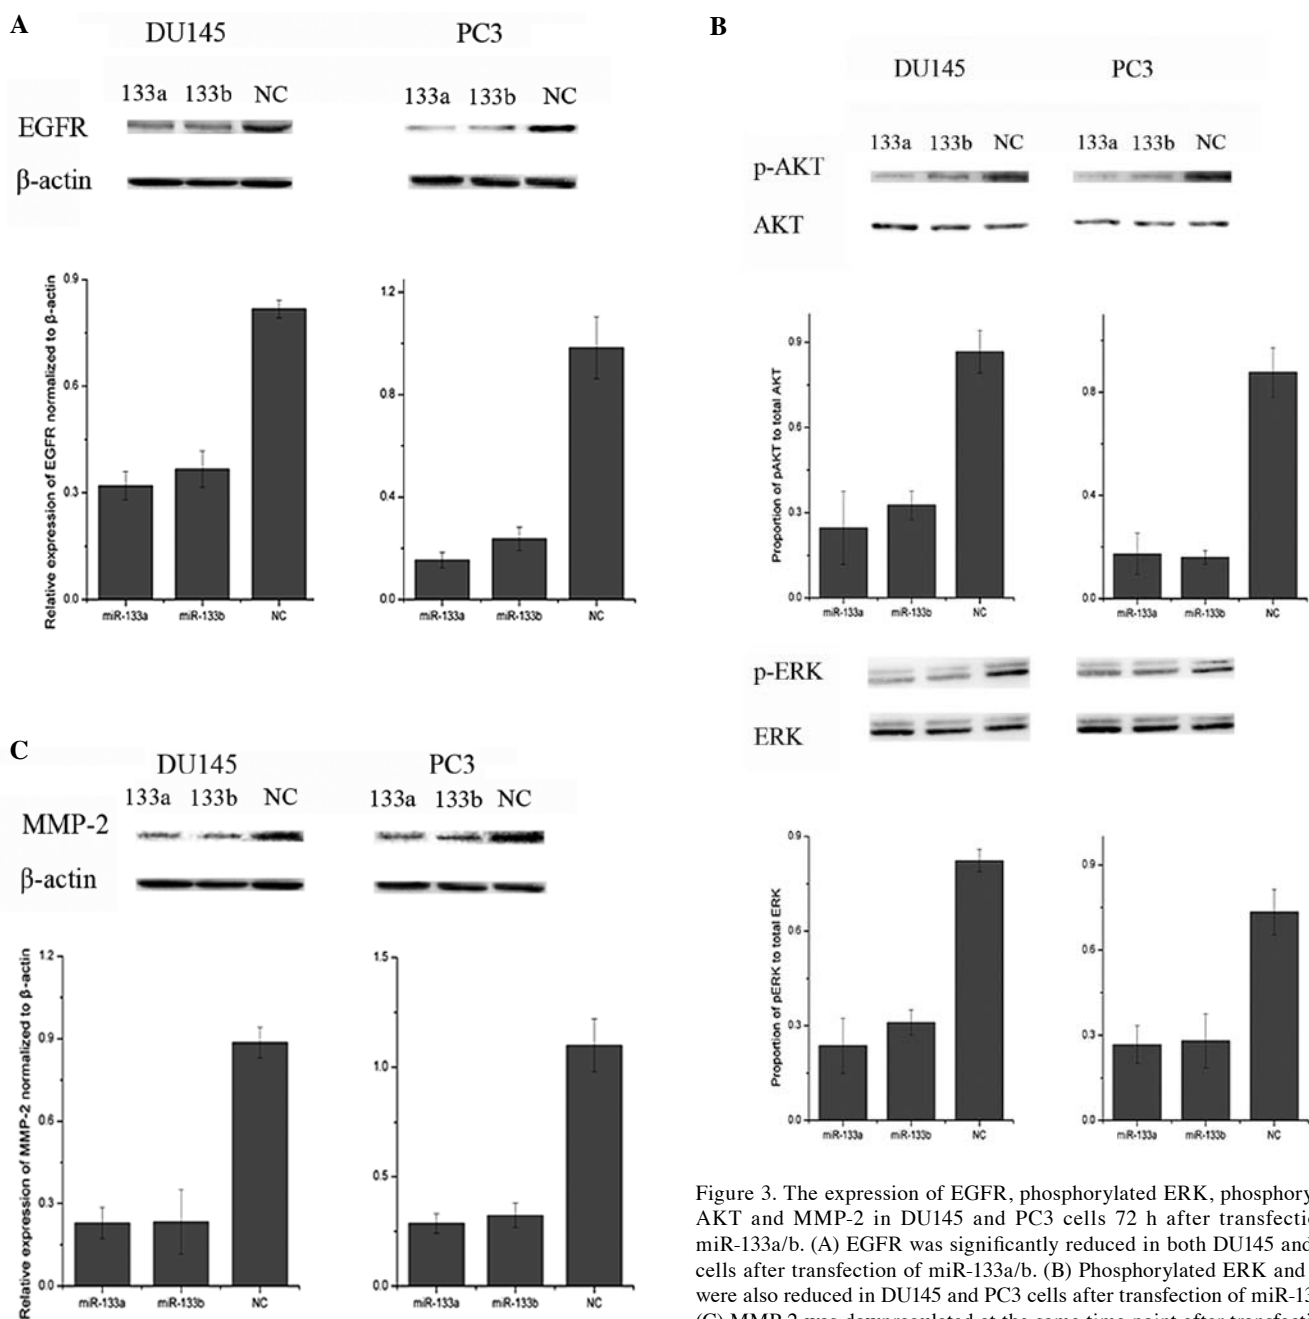 A
DU145 PC3
133a 133b NC 133a 133b NC
EGFR
β-actin
Relative expression of EGFR normalized to β-actin
0.9
0.6
0.3
0.0
miR-133a miR-133b NC
1.2
0.8
0.4
0.0
miR-133a miR-133b NC
B
DU145 PC3
133a 133b NC 133a 133b NC
p-AKT
AKT
Proportion of pAKT to total AKT
0.9
0.6
0.3
0.0
miR-133a miR-133b NC
0.8
0.4
0.0
miR-133a miR-133b NC
p-ERK
ERK
Proportion of pERK to total ERK
0.9
0.6
0.3
0.0
miR-133a miR-133b NC
0.9
0.6
0.3
0.0
miR-133a miR-133b NC
C
DU145 PC3
133a 133b NC 133a 133b NC
MMP-2
β-actin
Relative expression of MMP-2 normalized to β-actin
1.2
0.9
0.6
0.3
0.0
miR-133a miR-133b NC
1.5
1.0
0.5
0.0
miR-133a miR-133b NC
Figure 3. The expression of EGFR, phosphorylated ERK, phosphory
AKT and MMP-2 in DU145 and PC3 cells 72 h after transfectio
miR-133a/b. (A) EGFR was significantly reduced in both DU145 and
cells after transfection of miR-133a/b. (B) Phosphorylated ERK and
were also reduced in DU145 and PC3 cells after transfection of miR-13
(C) MMP-2 was downregulated at the same time point after transfecti